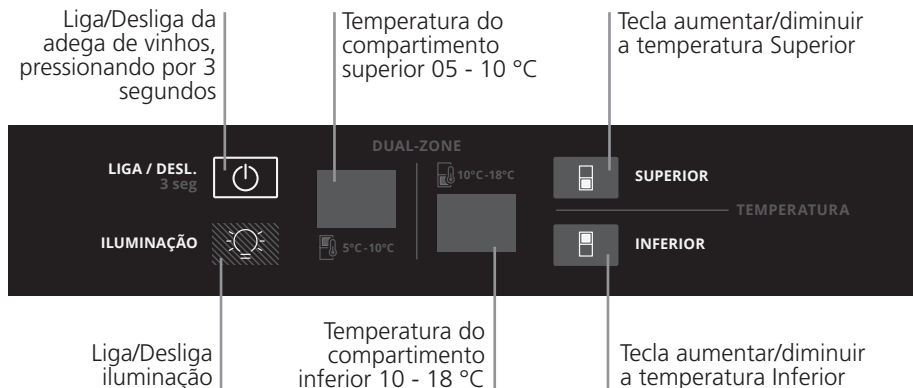 Liga/Desliga da
adega de vinhos,
pressionando por 3
segundos
Temperatura do
compartimento
superior 05 - 10 °C
Tecla aumentar/diminuir
a temperatura Superior
DUAL-ZONE
LIGA / DESL.
3 seg
10°C-18°C
SUPERIOR
TEMPERATURA
ILUMINAÇÃO
5°C-10°C
INFERIOR
Liga/Desliga
iluminação
Temperatura do
compartimento
inferior 10 - 18 °C
Tecla aumentar/diminuir
a temperatura Inferior